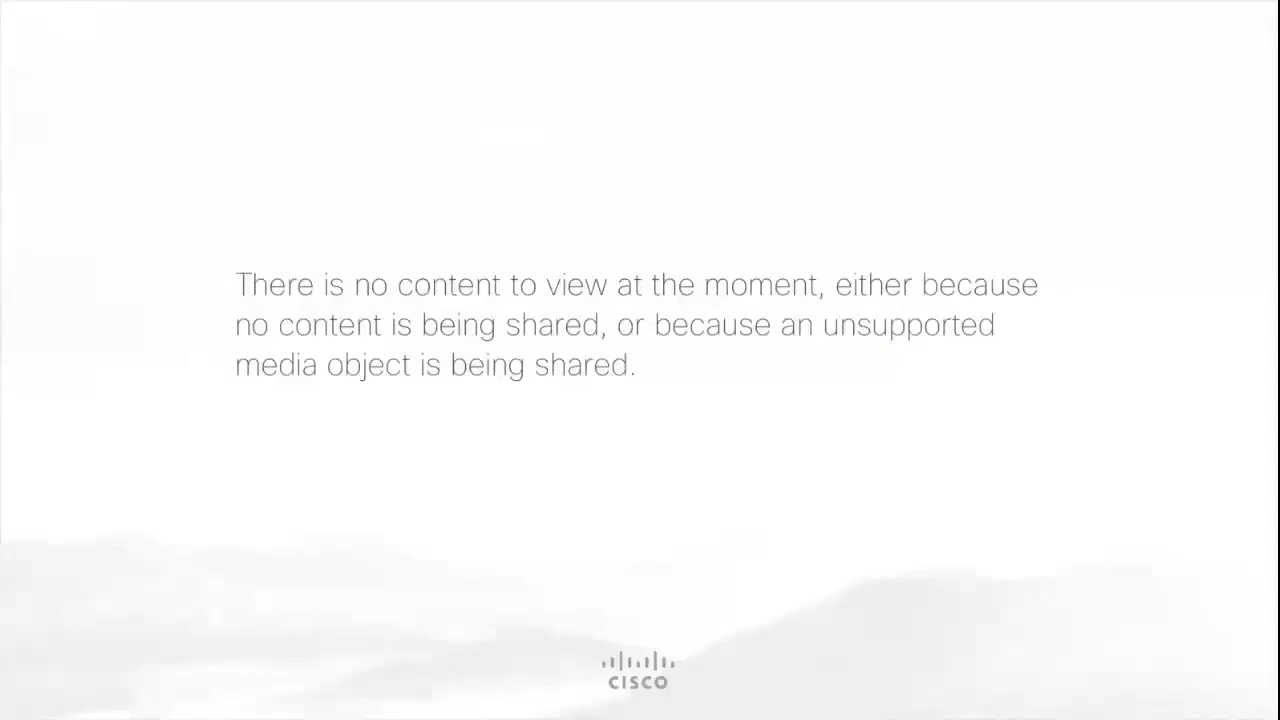 There is no content to view at the moment, either because
no content is being shared, or because an unsupported
media object is being shared.
CISCO